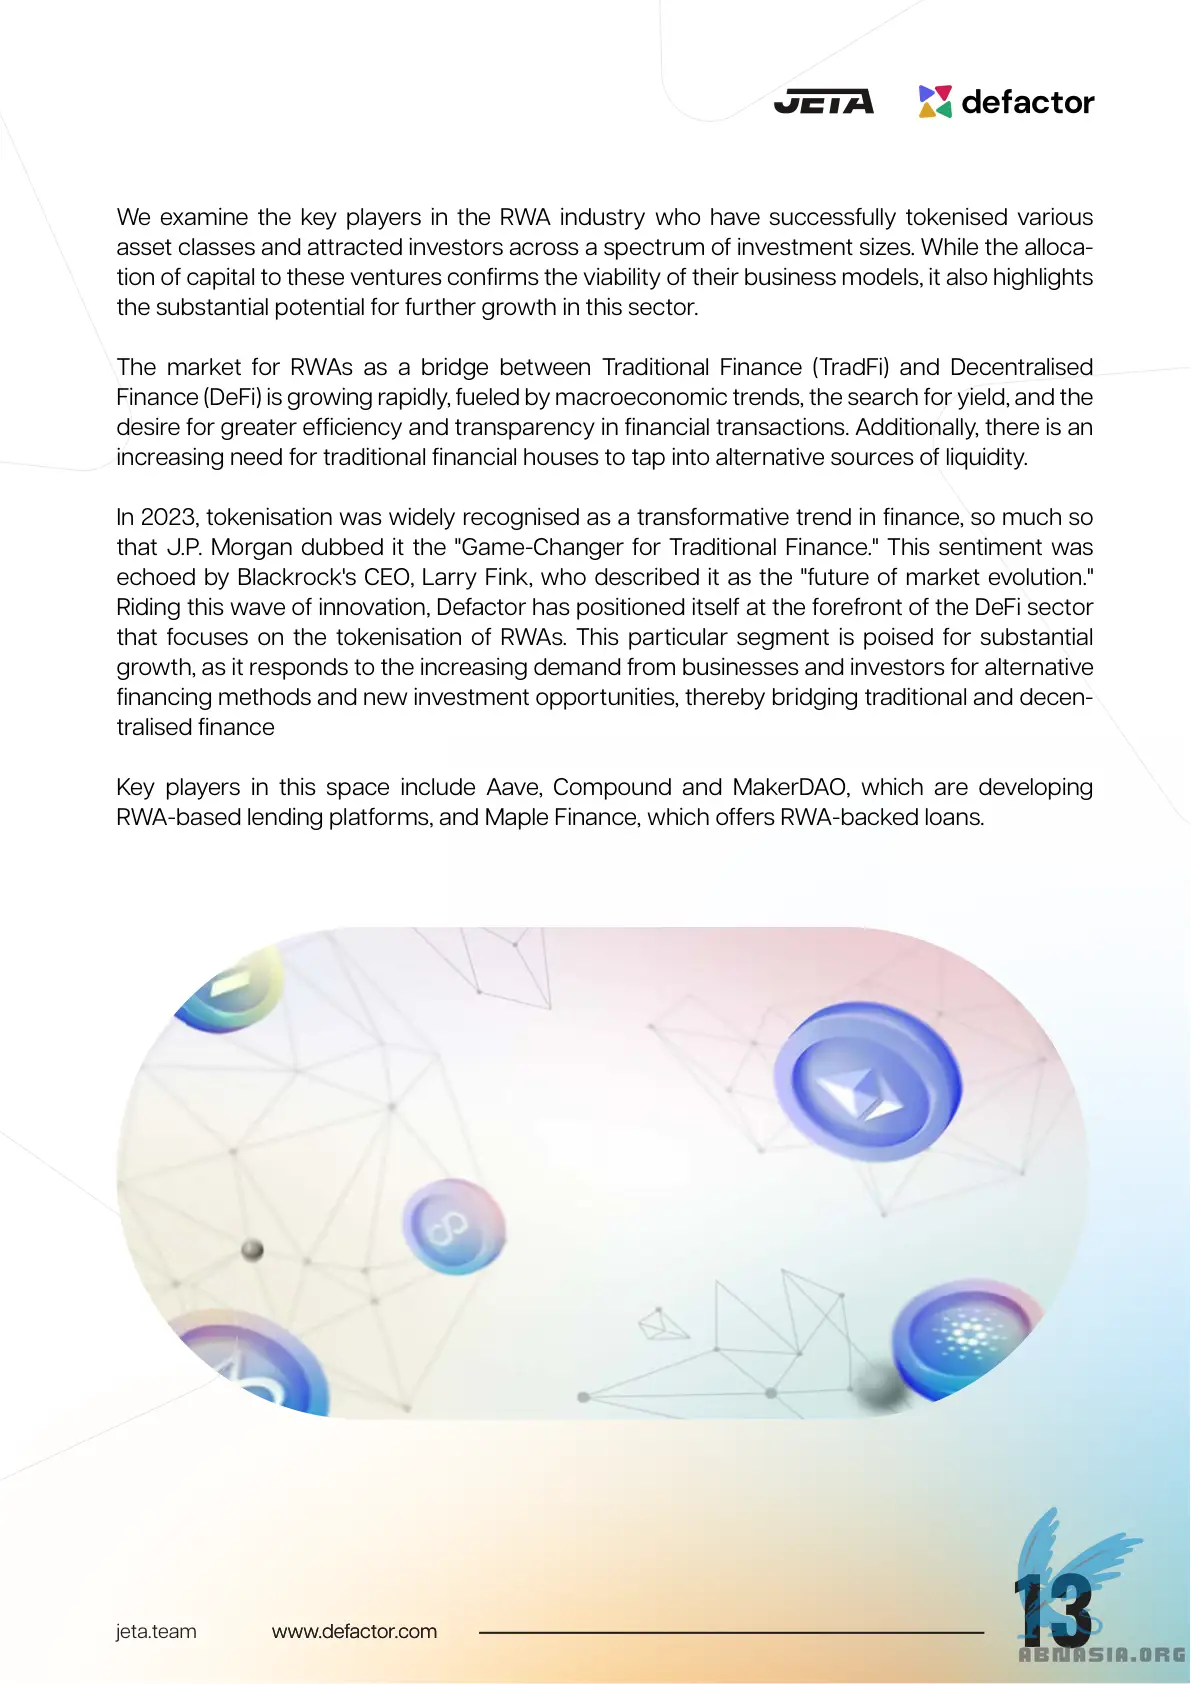 JETA defactor
We examine the key players in the RWA industry who have successfully tokenised various
asset classes and attracted investors across a spectrum of investment sizes. While the alloca-
tion of capital to these ventures confirms the viability of their business models, it also highlights
the substantial potential for further growth in this sector.
The market for RWAs as a bridge between Traditional Finance (TradFi) and Decentralised
Finance (DeFi) is growing rapidly, fueled by macroeconomic trends, the search for yield, and the
desire for greater efficiency and transparency in financial transactions. Additionally, there is an
increasing need for traditional financial houses to tap into alternative sources of liquidity.
In 2023, tokenisation was widely recognised as a transformative trend in finance, so much so
that J.P. Morgan dubbed it the "Game-Changer for Traditional Finance." This sentiment was
echoed by Blackrock's CEO, Larry Fink, who described it as the "future of market evolution."
Riding this wave of innovation, Defactor has positioned itself at the forefront of the DeFi sector
that focuses on the tokenisation of RWAs. This particular segment is poised for substantial
growth, as it responds to the increasing demand from businesses and investors for alternative
financing methods and new investment opportunities, thereby bridging traditional and decen-
tralised finance
Key players in this space include Aave, Compound and MakerDAO, which are developing
RWA-based lending platforms, and Maple Finance, which offers RWA-backed loans.
jeta.team www.defactor.com 13
ABNASIA.ORG